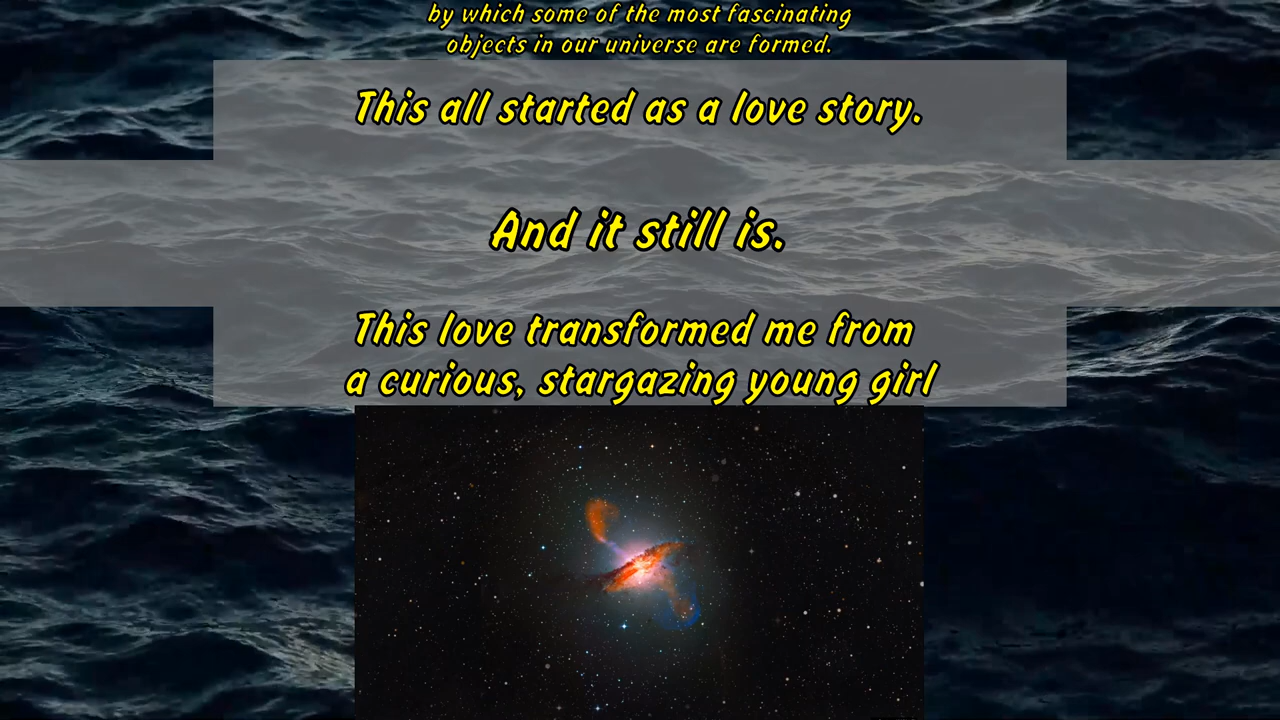 by which some of the most fascinating
objects in our universe are formed.
This all started as a love story.
And it still is.
This love transformed me from
a curious, stargazing young girl